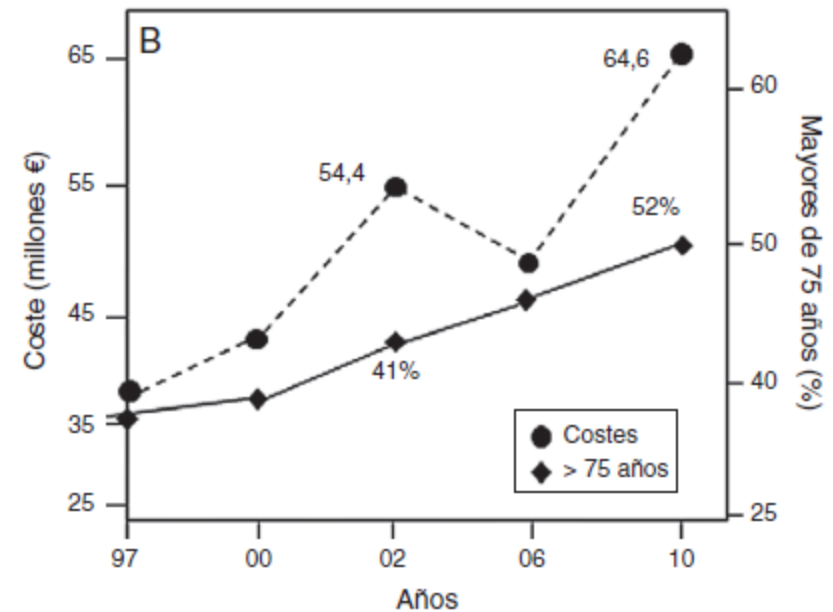 B
65
55
45
35
25
Coste (millones €)
54,4
64,6
41%
52%
60
50
40
25
Mayores de 75 años (%)
Costes
> 75 años
97 00 02 06 10
Años